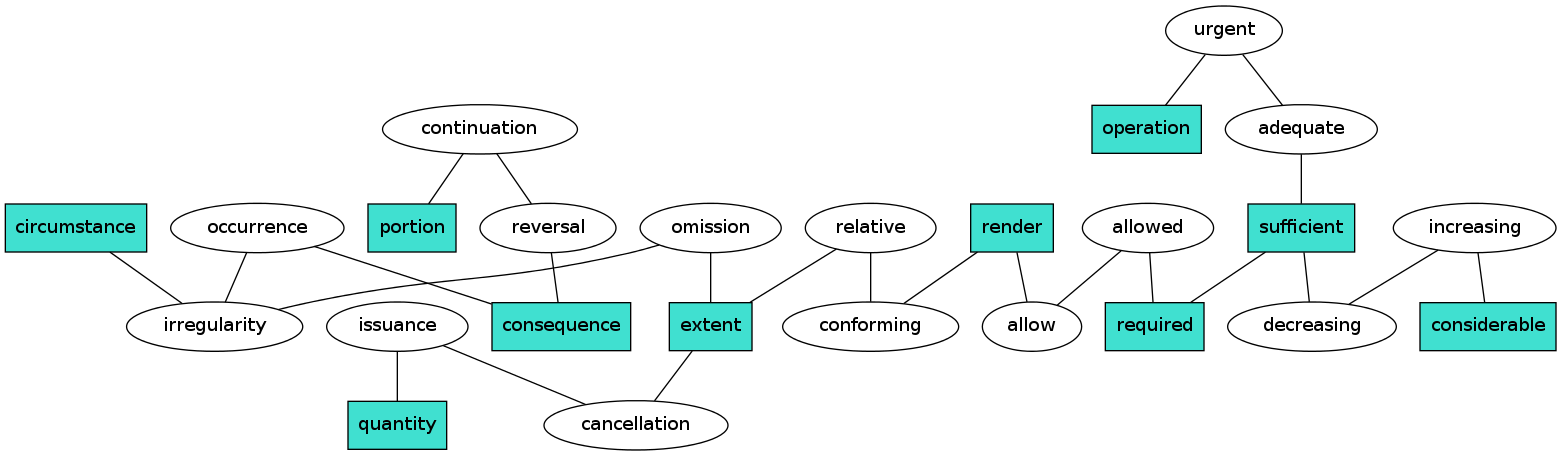 urgent
continuation
operation
adequate
circumstance
occurrence
portion
reversal
omission
relative
render
allowed
sufficient
increasing
irregularity
issuance
consequence
extent
conforming
allow
required
decreasing
considerable
quantity
cancellation